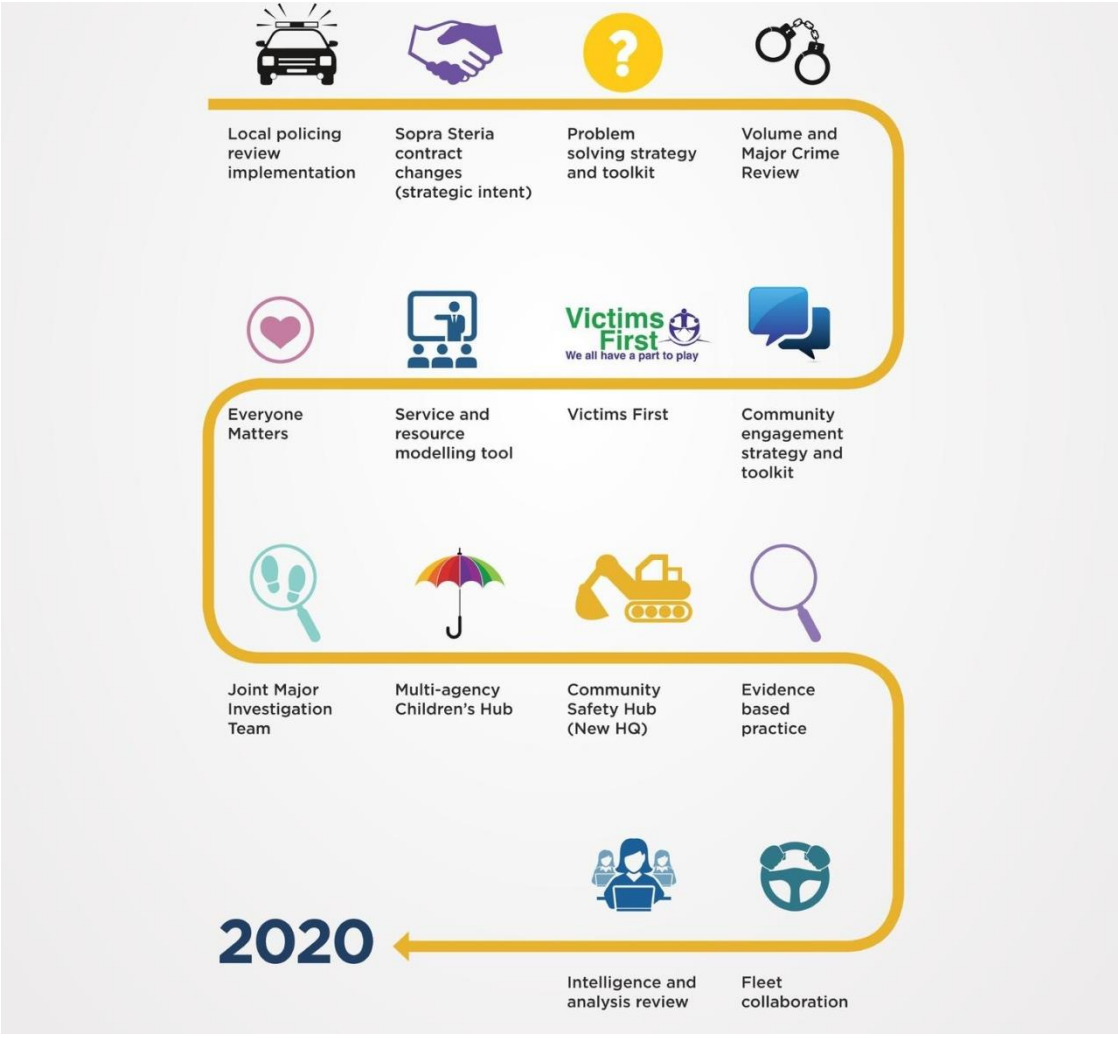 ?
Local policing
review
implementation
Sopra Steria
contract
changes
(strategic intent)
Problem
solving strategy
and toolkit
Volume and
Major Crime
Review
Victims
First
We all have a part to play
Everyone
Matters
Service and
resource
modelling tool
Victims First
Community
engagement
strategy and
toolkit
Joint Major
Investigation
Team
Multi-agency
Children's Hub
Community
Safety Hub
(New HQ)
Evidence
based
practice
2020
Intelligence and
analysis review
Fleet
collaboration